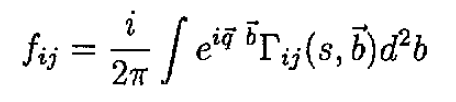 $f_{ij} = \frac{i}{2\pi} \int e^{i\vec{q}\ \vec{b}} \Gamma_{ij}(s, \vec{b}) d^2b$